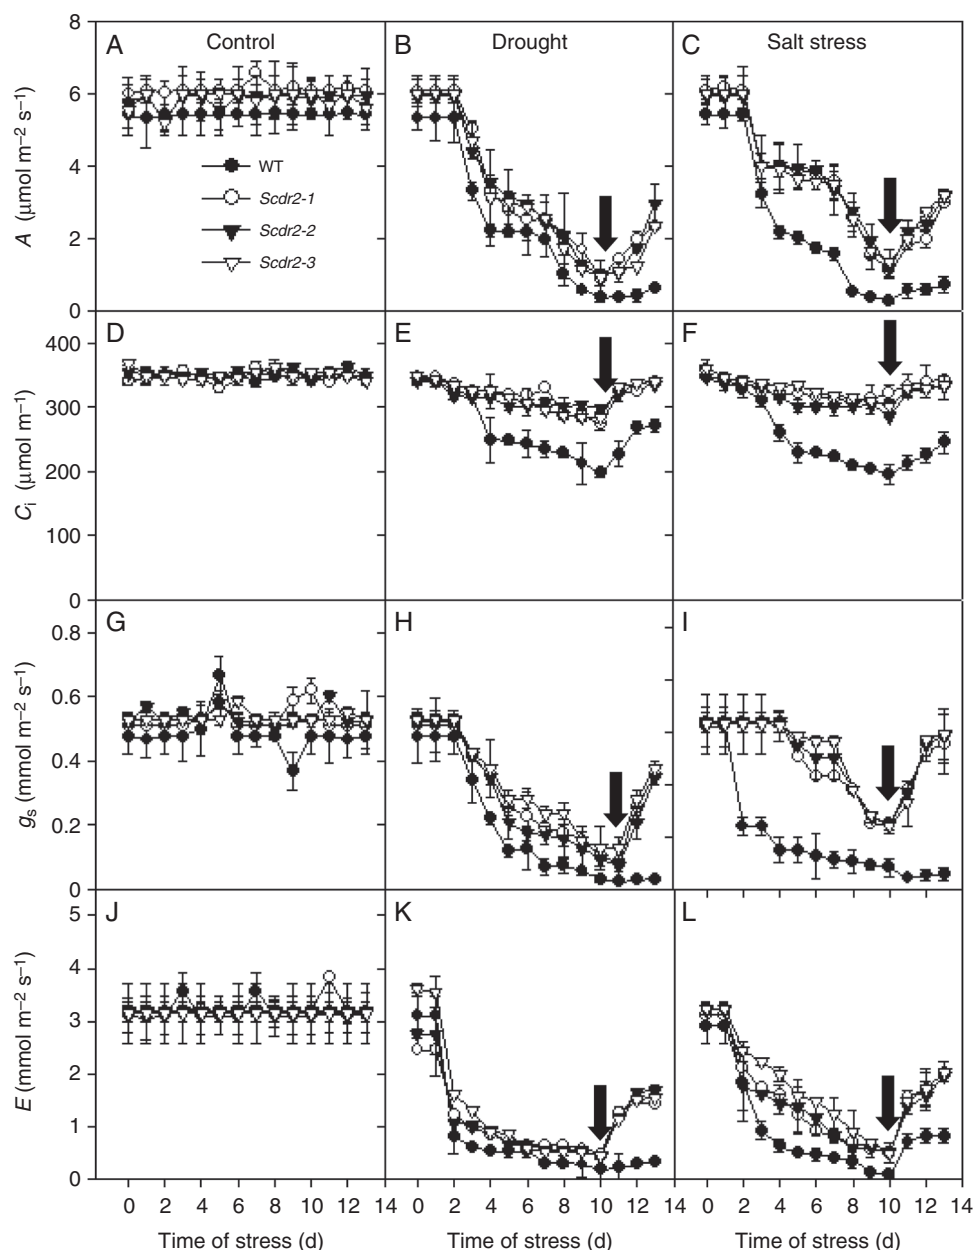 A Control
B Drought
C Salt stress
8
6
4
2
0
A (μmol m⁻² s⁻¹)
WT
Scdr2-1
Scdr2-2
Scdr2-3
D
E
F
400
300
200
100
0
Cᵢ (μmol m⁻¹)
G
H
I
0.8
0.6
0.4
0.2
0
gₛ (mmol m⁻² s⁻¹)
J
K
L
5
4
3
2
1
0
E (mmol m⁻² s⁻¹)
0 2 4 6 8 10 12 14
0 2 4 6 8 10 12 14
0 2 4 6 8 10 12 14
Time of stress (d)
Time of stress (d)
Time of stress (d)